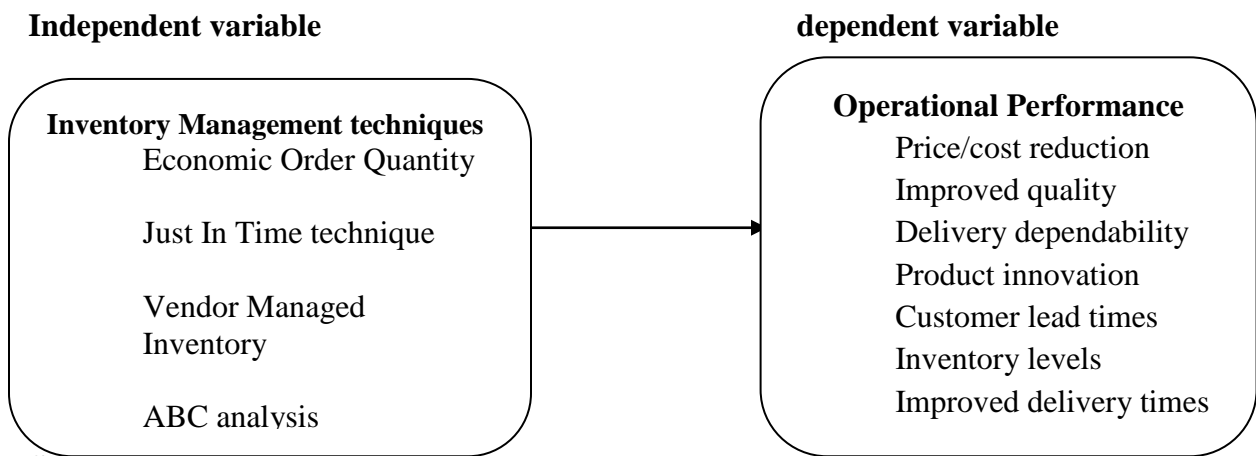 Independent variable
dependent variable
Inventory Management techniques
Economic Order Quantity
Just In Time technique
Vendor Managed
Inventory
ABC analysis
Operational Performance
Price/cost reduction
Improved quality
Delivery dependability
Product innovation
Customer lead times
Inventory levels
Improved delivery times